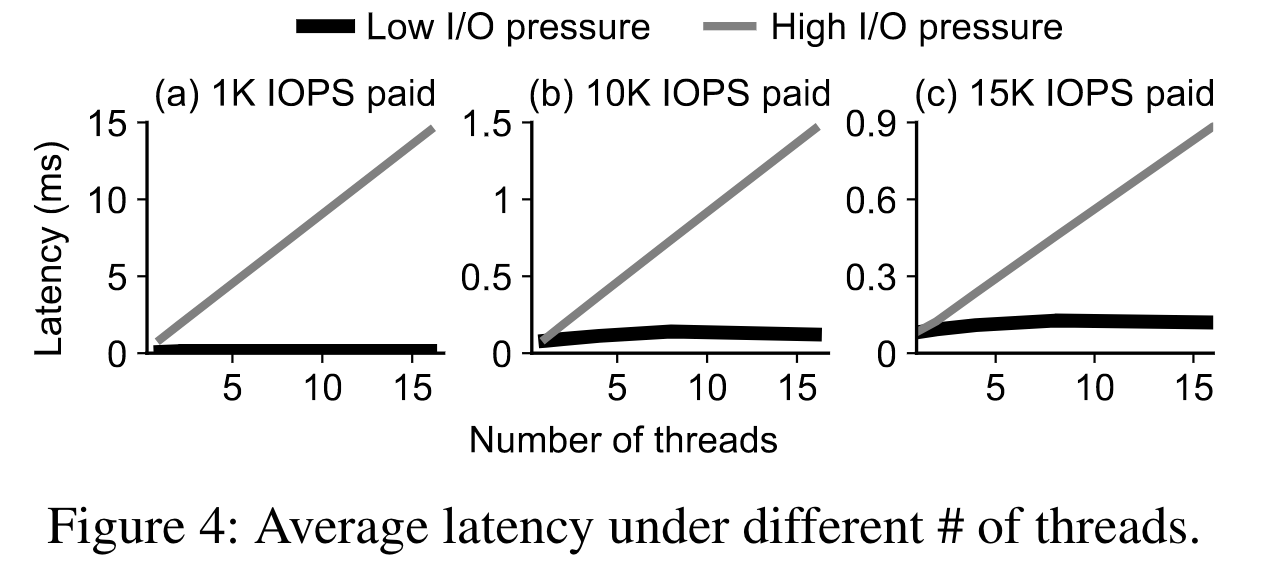 Low I/O pressure High I/O pressure
(a) 1K IOPS paid (b) 10K IOPS paid (c) 15K IOPS paid
Latency (ms)
15
10
5
0
5 10 15
1.5
1
0.5
0
5 10 15
0.9
0.6
0.3
0
5 10 15
Number of threads
Figure 4: Average latency under different # of threads.